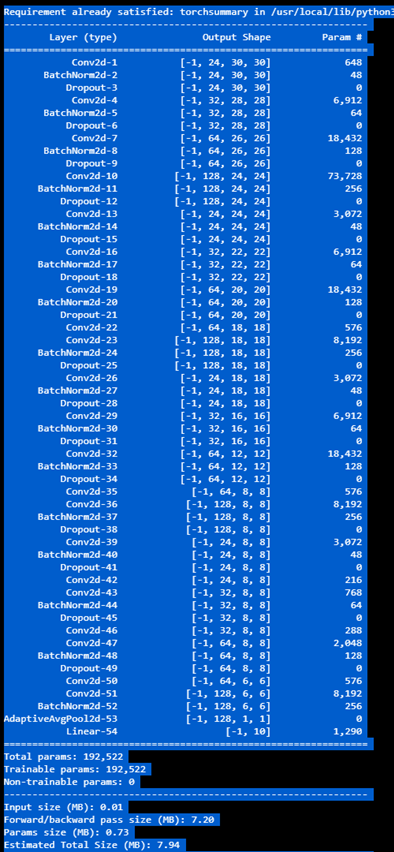 Requirement already satisfied: torchsummary in /usr/local/lib/python3
----------------------------------------------------------------
Layer (type) Output Shape Param #
================================================================
Conv2d-1 [-1, 24, 30, 30] 648
BatchNorm2d-2 [-1, 24, 30, 30] 48
Dropout-3 [-1, 24, 30, 30] 0
Conv2d-4 [-1, 32, 28, 28] 6,912
BatchNorm2d-5 [-1, 32, 28, 28] 64
Dropout-6 [-1, 32, 28, 28] 0
Conv2d-7 [-1, 64, 26, 26] 18,432
BatchNorm2d-8 [-1, 64, 26, 26] 128
Dropout-9 [-1, 64, 26, 26] 0
Conv2d-10 [-1, 128, 24, 24] 73,728
BatchNorm2d-11 [-1, 128, 24, 24] 256
Dropout-12 [-1, 128, 24, 24] 0
Conv2d-13 [-1, 24, 24, 24] 3,072
BatchNorm2d-14 [-1, 24, 24, 24] 48
Dropout-15 [-1, 24, 24, 24] 0
Conv2d-16 [-1, 32, 22, 22] 6,912
BatchNorm2d-17 [-1, 32, 22, 22] 64
Dropout-18 [-1, 32, 22, 22] 0
Conv2d-19 [-1, 64, 20, 20] 18,432
BatchNorm2d-20 [-1, 64, 20, 20] 128
Dropout-21 [-1, 64, 20, 20] 0
Conv2d-22 [-1, 64, 18, 18] 576
Conv2d-23 [-1, 128, 18, 18] 8,192
BatchNorm2d-24 [-1, 128, 18, 18] 256
Dropout-25 [-1, 128, 18, 18] 0
Conv2d-26 [-1, 24, 18, 18] 3,072
BatchNorm2d-27 [-1, 24, 18, 18] 48
Dropout-28 [-1, 24, 18, 18] 0
Conv2d-29 [-1, 32, 16, 16] 6,912
BatchNorm2d-30 [-1, 32, 16, 16] 64
Dropout-31 [-1, 32, 16, 16] 0
Conv2d-32 [-1, 64, 12, 12] 18,432
BatchNorm2d-33 [-1, 64, 12, 12] 128
Dropout-34 [-1, 64, 12, 12] 0
Conv2d-35 [-1, 64, 8, 8] 576
Conv2d-36 [-1, 128, 8, 8] 8,192
BatchNorm2d-37 [-1, 128, 8, 8] 256
Dropout-38 [-1, 128, 8, 8] 0
Conv2d-39 [-1, 24, 8, 8] 3,072
BatchNorm2d-40 [-1, 24, 8, 8] 48
Dropout-41 [-1, 24, 8, 8] 0
Conv2d-42 [-1, 24, 8, 8] 216
Conv2d-43 [-1, 32, 8, 8] 768
BatchNorm2d-44 [-1, 32, 8, 8] 64
Dropout-45 [-1, 32, 8, 8] 0
Conv2d-46 [-1, 32, 8, 8] 288
Conv2d-47 [-1, 64, 8, 8] 2,048
BatchNorm2d-48 [-1, 64, 8, 8] 128
Dropout-49 [-1, 64, 8, 8] 0
Conv2d-50 [-1, 64, 6, 6] 576
Conv2d-51 [-1, 128, 6, 6] 8,192
BatchNorm2d-52 [-1, 128, 6, 6] 256
AdaptiveAvgPool2d-53 [-1, 128, 1, 1] 0
Linear-54 [-1, 10] 1,290
================================================================
Total params: 192,522
Trainable params: 192,522
Non-trainable params: 0
----------------------------------------------------------------
Input size (MB): 0.01
Forward/backward pass size (MB): 7.20
Params size (MB): 0.73
Estimated Total Size (MB): 7.94